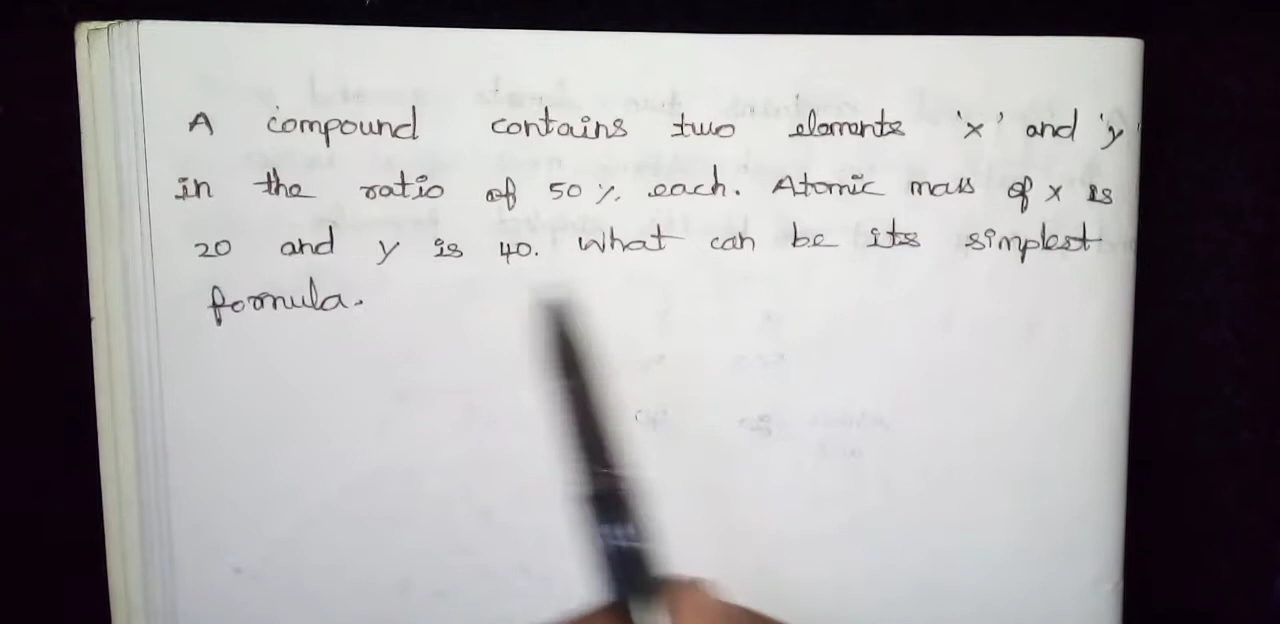 A compound contains two elements 'x' and 'y'
in the ratio of 50%. each. Atomic mass of x is
20 and y is 40. What can be its simplest
formula.